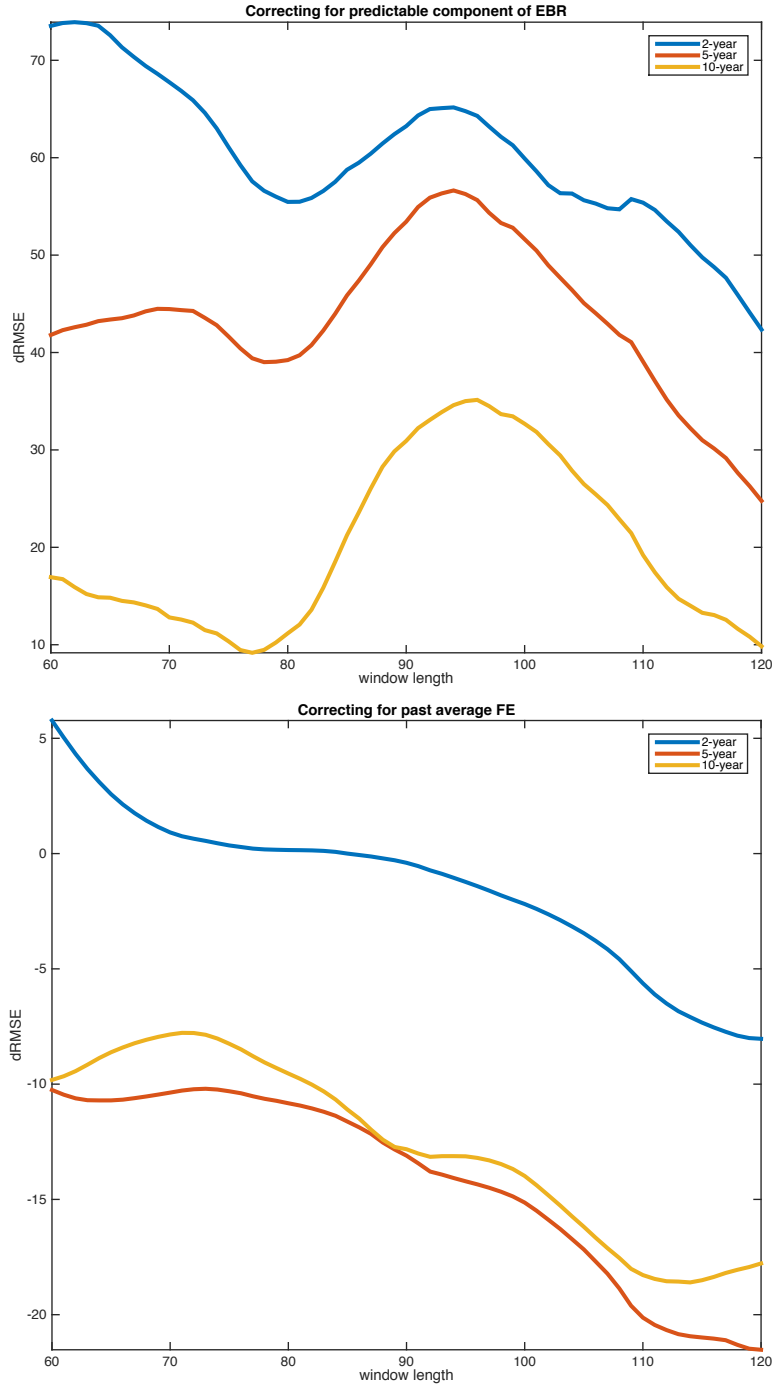 Correcting for predictable component of EBR
2-year
5-year
10-year
70
60
50
40
30
20
10
dRMSE
60 70 80 90 100 110 120
window length
Correcting for past average FE
2-year
5-year
10-year
5
0
-5
-10
-15
-20
dRMSE
60 70 80 90 100 110 120
window length